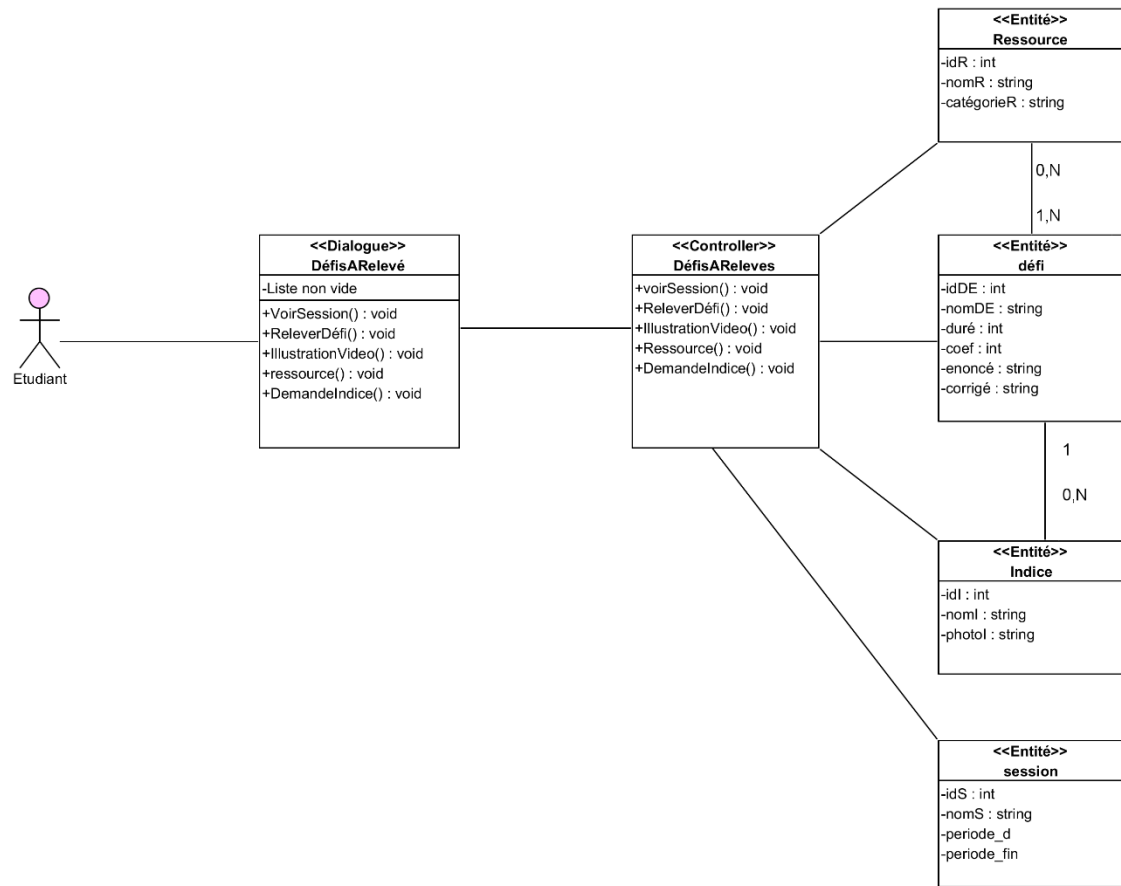 <<Entité>>
Ressource
-idR : int
-nomR : string
-catégorieR : string
0,N
1,N
<<Dialogue>>
DéfisARelevé
-Liste non vide
+VoirSession() : void
+ReleverDéfi() : void
+IllustrationVideo() : void
+ressource() : void
+DemandeIndice() : void
<<Controller>>
DéfisAReleves
+voirSession() : void
+ReleverDéfi() : void
+IllustrationVideo() : void
+Ressource() : void
+DemandeIndice() : void
<<Entité>>
défi
-idDE : int
-nomDE : string
-duré : int
-coef : int
-enoncé : string
-corrigé : string
Etudiant
1
0,N
<<Entité>>
Indice
-idI : int
-nomI : string
-photoI : string
<<Entité>>
session
-idS : int
-nomS : string
-periode_d
-periode_fin